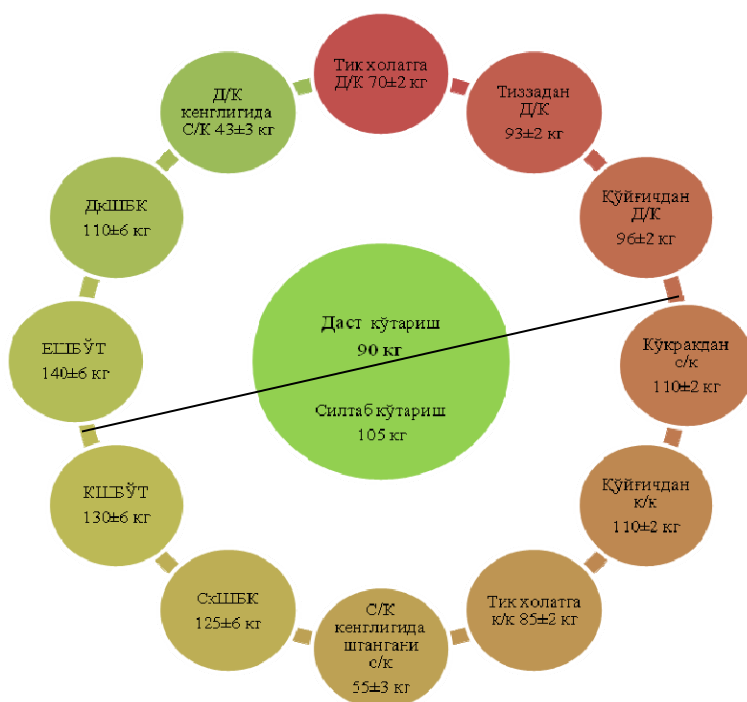 Тик холатга
Д/К 70±2 кг
Тиззадан
Д/К
93±2 кг
Қўйғичдан
Д/К
96±2 кг
Кўкракдан
с/к
110±2 кг
Қўйғичдан
к/к
110±2 кг
Тик холатга
к/к 85±2 кг
С/К
кенглигида
штангани
с/к
55±3 кг
СхШБК
125±6 кг
КШБЎТ
130±6 кг
ЕШБЎТ
140±6 кг
ДкШБК
110±6 кг
Д/К
кенглигида
С/К 43±3 кг
Даст кўтариш
90 кг
Силтаб кўтариш
105 кг